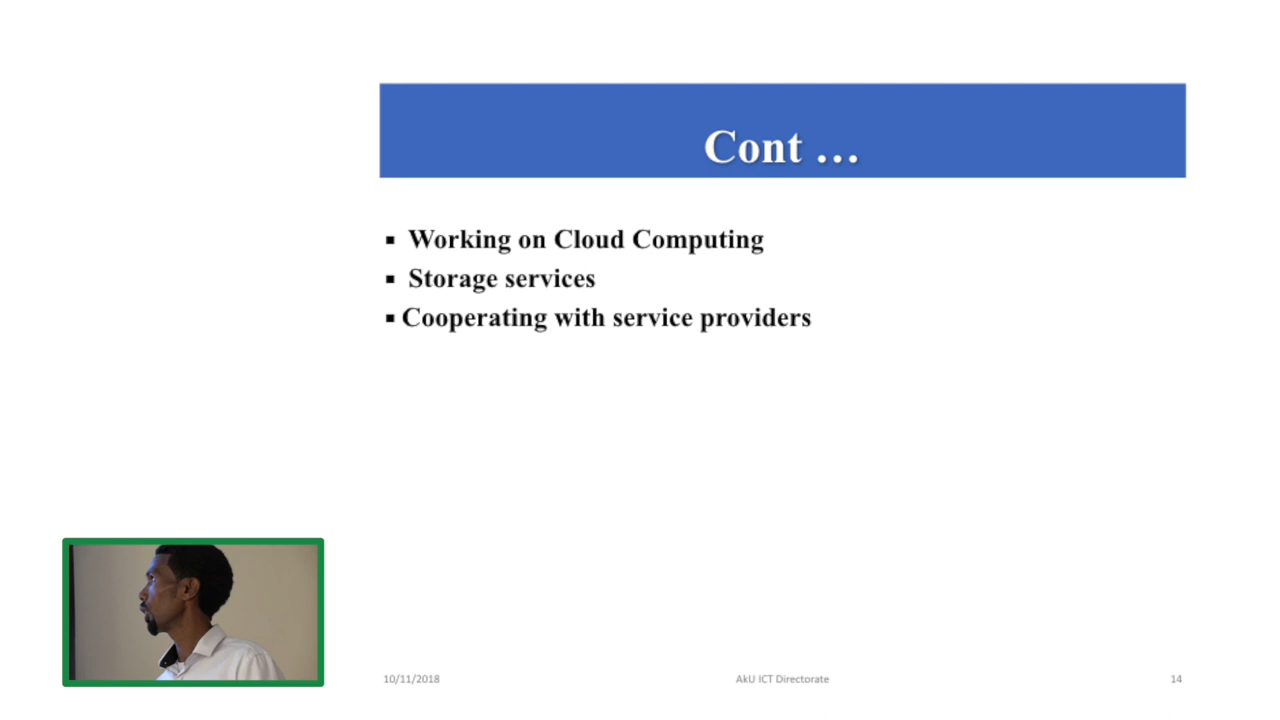 Cont …
▪ Working on Cloud Computing
▪ Storage services
▪ Cooperating with service providers
10/11/2018 AkU ICT Directorate 14